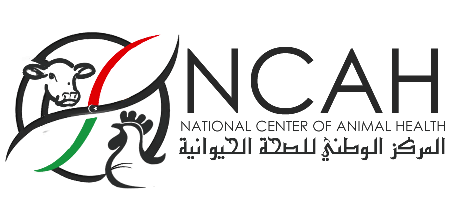 NCAH
NATIONAL CENTER OF ANIMAL HEALTH
المركز الوطني للصحة الحيوانية